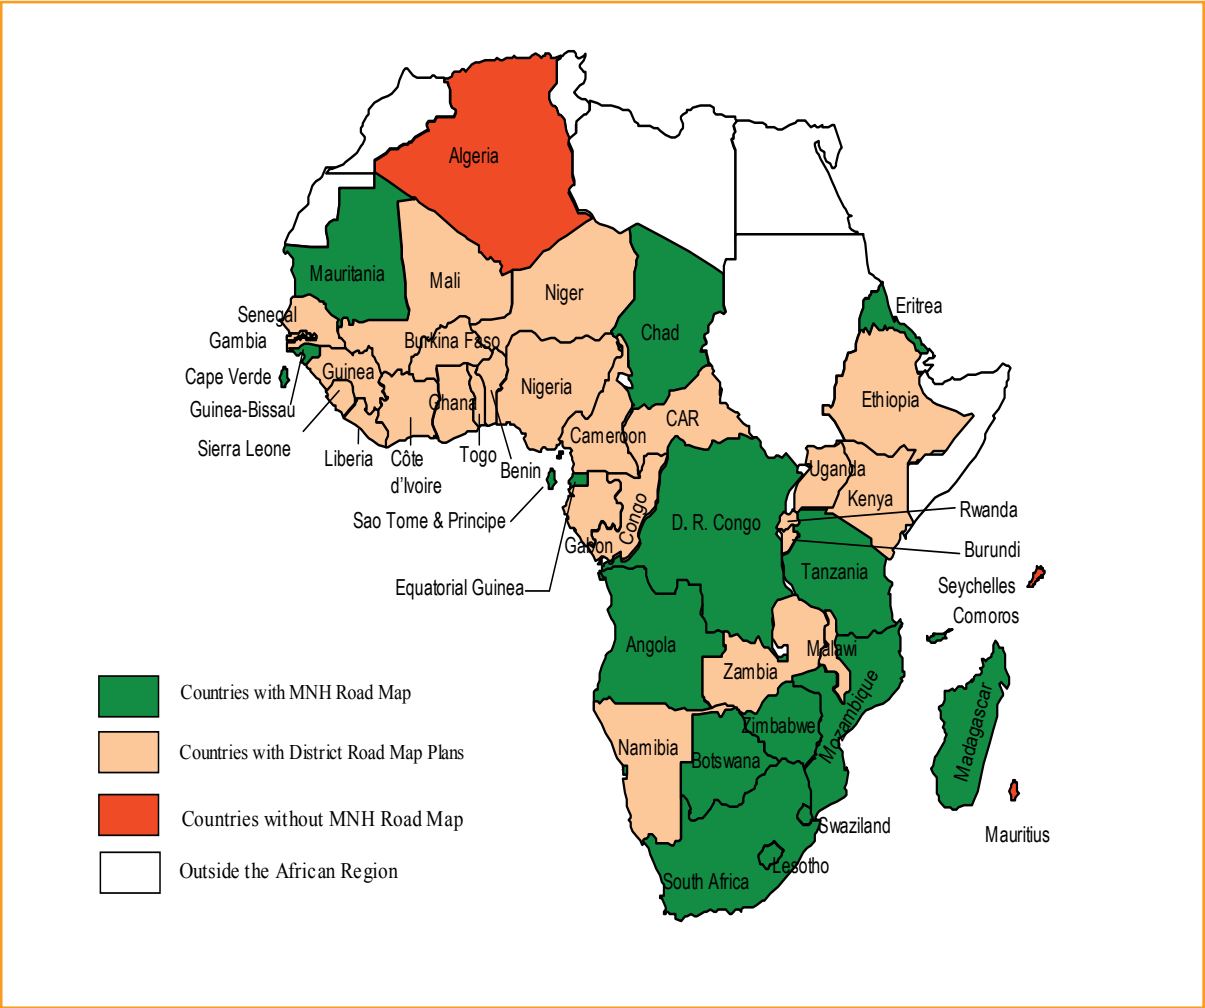 Algeria
Mauritania
Mali
Niger
Chad
Eritrea
Senegal
Gambia
Burkina Faso
Cape Verde
Guinea
Nigeria
Ethiopia
Guinea-Bissau
Ghana
CAR
Sierra Leone
Liberia
Côte
d'Ivoire
Togo
Benin
Cameroon
Uganda
Kenya
Sao Tome & Principe
Congo
D. R. Congo
Rwanda
Gabon
Burundi
Equatorial Guinea
Tanzania
Seychelles
Comoros
Angola
Malawi
Zambia
Mozambique
Madagascar
Zimbabwe
Namibia
Botswana
Swaziland
Mauritius
Lesotho
South Africa
Countries with MNH Road Map
Countries with District Road Map Plans
Countries without MNH Road Map
Outside the African Region